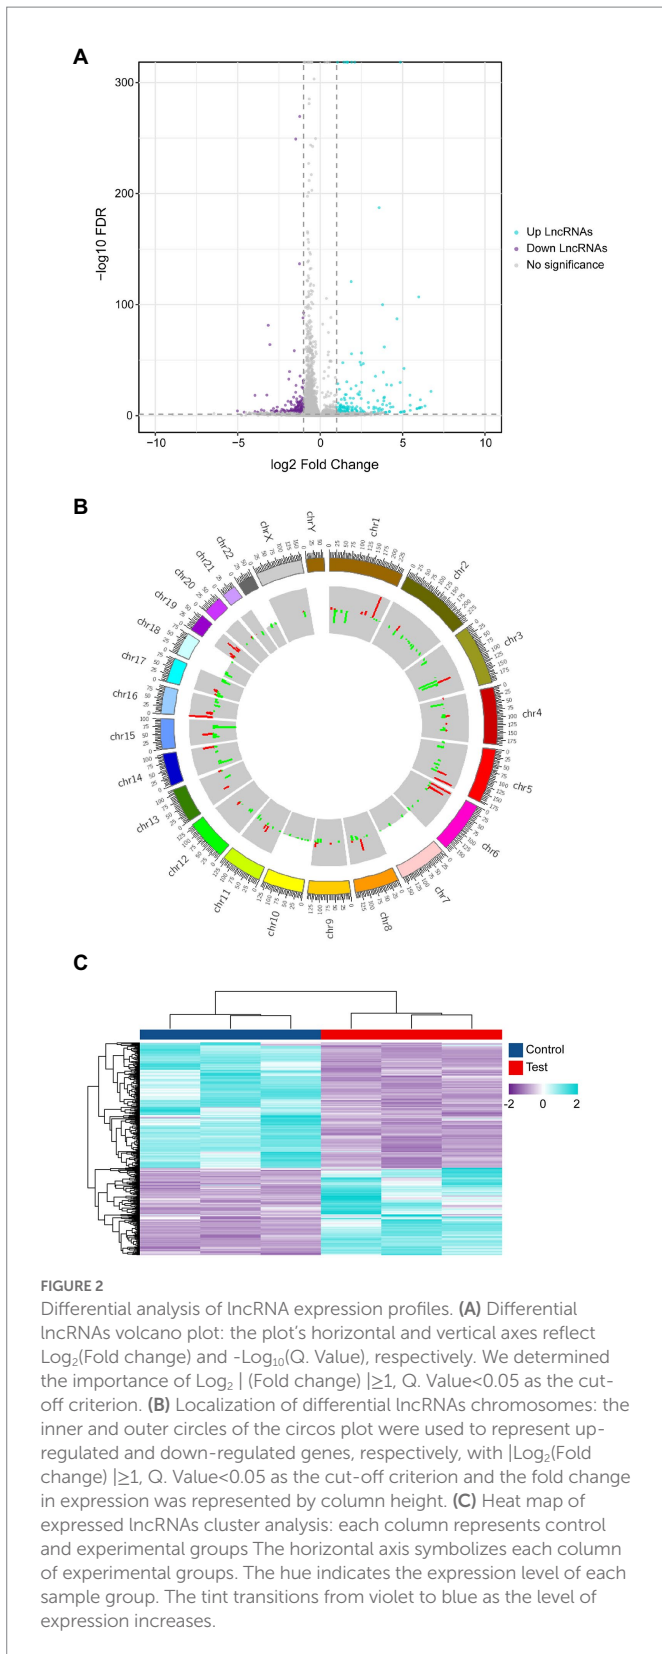 A
300
200
100
0
−log10 FDR
−10
−5
0
5
10
log2 Fold Change
Up LncRNAs
Down LncRNAs
No significance
B
chr1
chr2
chr3
chr4
chr5
chr6
chr7
chr8
chr9
chr10
chr11
chr12
chr13
chr14
chr15
chr16
chr17
chr18
chr19
chr20
chr21
chr22
chrX
chrY
C
Control
Test
-2 0 2
FIGURE 2
Differential analysis of lncRNA expression profiles. (A) Differential
lncRNAs volcano plot: the plot's horizontal and vertical axes reflect
Log2(Fold change) and -Log10(Q. Value), respectively. We determined
the importance of Log2 | (Fold change) |≥1, Q. Value<0.05 as the cut-
off criterion. (B) Localization of differential lncRNAs chromosomes: the
inner and outer circles of the circos plot were used to represent up-
regulated and down-regulated genes, respectively, with |Log2(Fold
change) |≥1, Q. Value<0.05 as the cut-off criterion and the fold change
in expression was represented by column height. (C) Heat map of
expressed lncRNAs cluster analysis: each column represents control
and experimental groups The horizontal axis symbolizes each column
of experimental groups. The hue indicates the expression level of each
sample group. The tint transitions from violet to blue as the level of
expression increases.